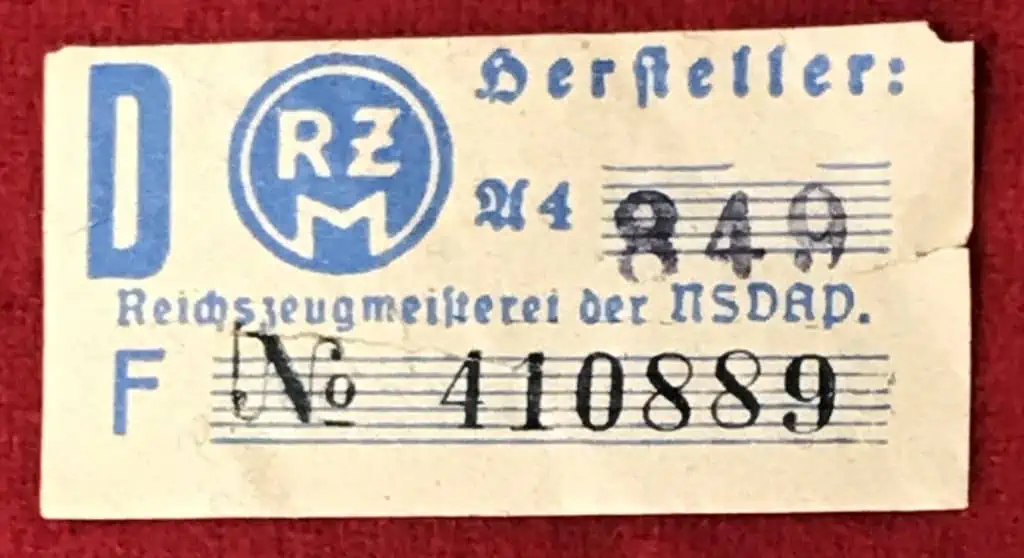 D
RZM
Herſteller:
A4 849
Reichszeugmeiſterei der NSDAP.
F № 410889